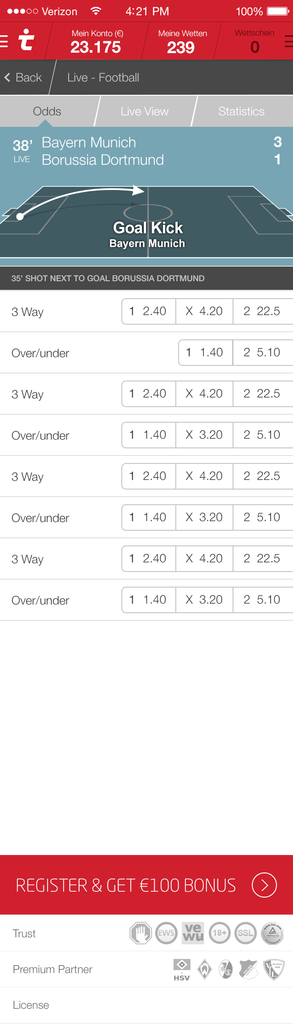 Verizon 4:21 PM 100%
t Mein Konto (€) Meine Wetten Wettschein
23.175 239 0
Back Live - Football
Odds Live View Statistics
38' Bayern Munich 3
LIVE Borussia Dortmund 1
Goal Kick
Bayern Munich
35' SHOT NEXT TO GOAL BORUSSIA DORTMUND
3 Way 1 2.40 X 4.20 2 22.5
Over/under 1 1.40 2 5.10
3 Way 1 2.40 X 4.20 2 22.5
Over/under 1 1.40 X 3.20 2 5.10
3 Way 1 2.40 X 4.20 2 22.5
Over/under 1 1.40 X 3.20 2 5.10
3 Way 1 2.40 X 4.20 2 22.5
Over/under 1 1.40 X 3.20 2 5.10
REGISTER & GET €100 BONUS
Trust EWS ve wu 18+ SSL
Premium Partner HSV
License